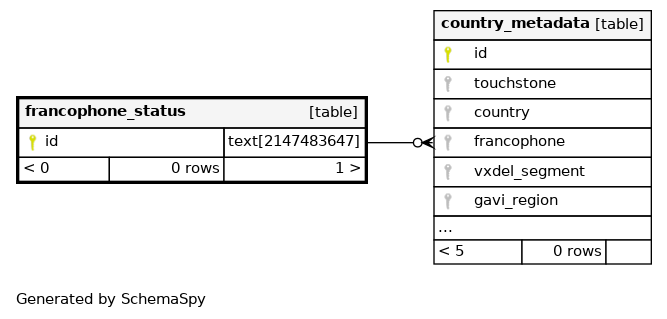 francophone_status [table]
id text[2147483647]
< 0 0 rows 1 >
country_metadata [table]
id
touchstone
country
francophone
vxdel_segment
gavi_region
...
< 5 0 rows
Generated by SchemaSpy